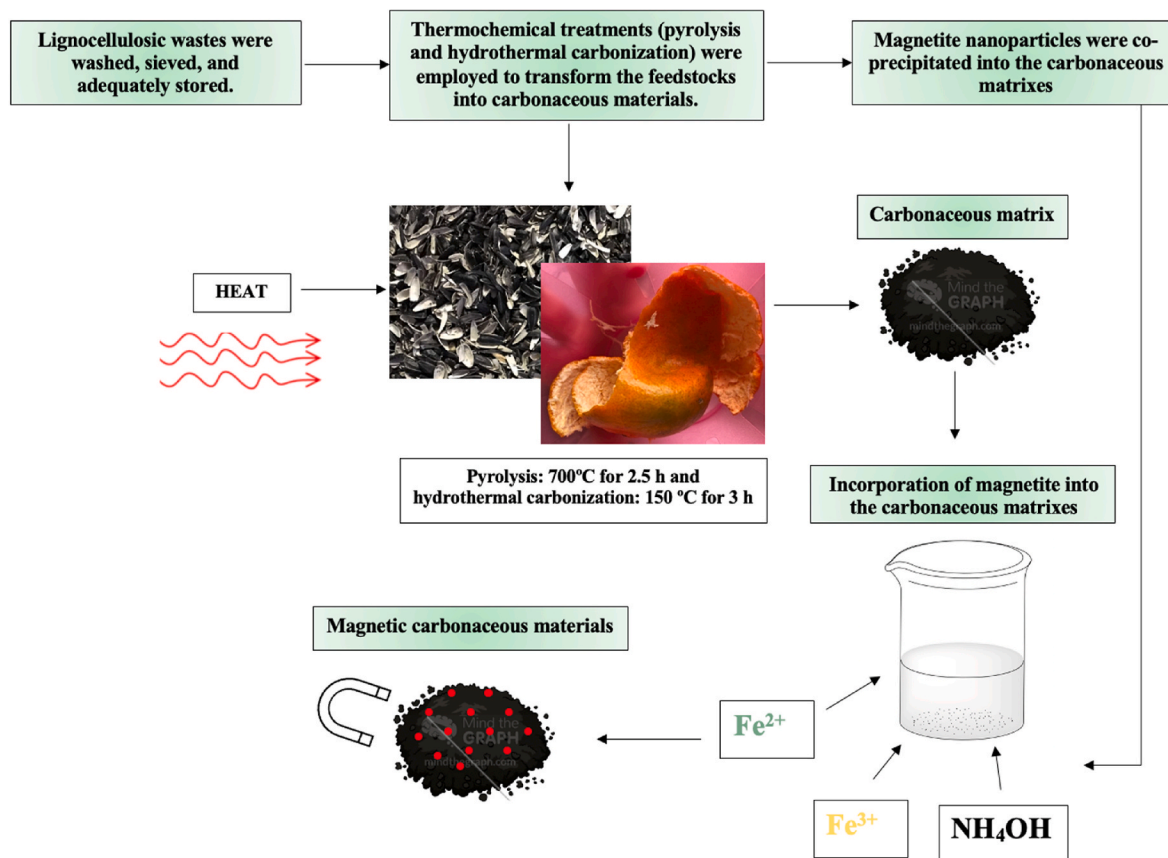 Lignocellulosic wastes were
washed, sieved, and
adequately stored.
Thermochemical treatments (pyrolysis
and hydrothermal carbonization) were
employed to transform the feedstocks
into carbonaceous materials.
Magnetite nanoparticles were co-
precipitated into the carbonaceous
matrixes
HEAT
Carbonaceous matrix
Mind the
GRAPH
mindthegraph.com
Pyrolysis: 700ºC for 2.5 h and
hydrothermal carbonization: 150 ºC for 3 h
Incorporation of magnetite into
the carbonaceous matrixes
Magnetic carbonaceous materials
Mind the
GRAPH
mindthegraph.com
Fe²⁺
Fe³⁺
NH₄OH